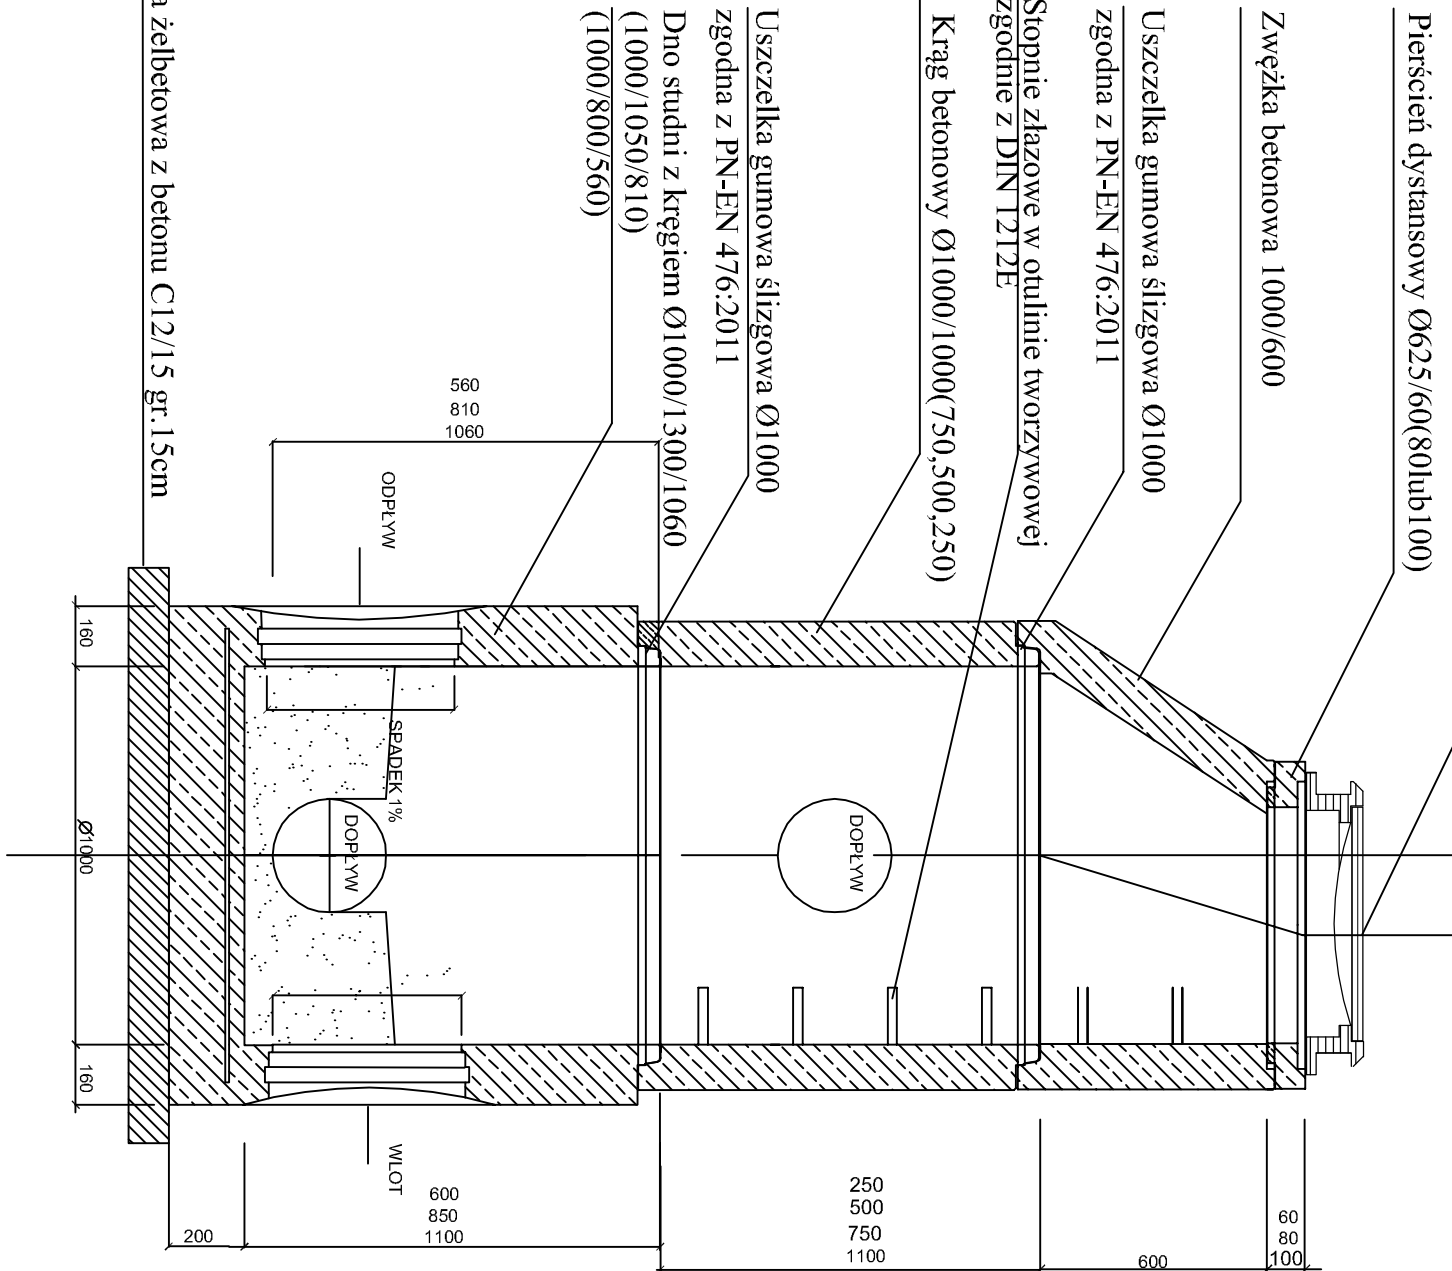 Pierścień dystansowy Ø625/60(80lub100)
Zwężka betonowa 1000/600
Uszczelka gumowa ślizgowa Ø1000
zgodna z PN-EN 476:2011
Stopnie złazowe w otulinie tworzywowej
zgodnie z DIN 1212E
Krąg betonowy Ø1000/1000(750,500,250)
Uszczelka gumowa ślizgowa Ø1000
zgodna z PN-EN 476:2011
Dno studni z kręgiem Ø1000/1300/1060
(1000/1050/810)
(1000/800/560)
a żelbetowa z betonu C12/15 gr.15cm
560
810
1060
ODPŁYW
SPADEK 1%
DOPŁYW
DOPŁYW
WLOT
160
Ø1000
160
200
600
850
1100
250
500
750
1100
600
60
80
100